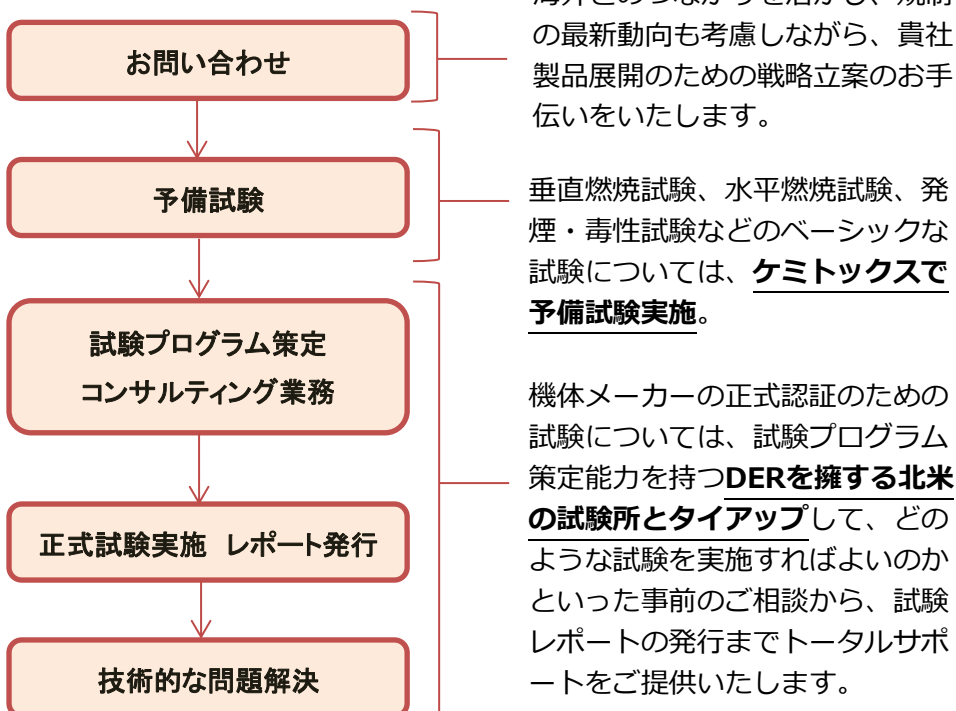 お問い合わせ
の最新動向も考慮しながら、貴社
製品展開のための戦略立案のお手
伝いをいたします。
予備試験
垂直燃焼試験、水平燃焼試験、発
煙・毒性試験などのベーシックな
試験については、ケミトックスで
予備試験実施。
試験プログラム策定
コンサルティング業務
正式試験実施 レポート発行
技術的な問題解決
機体メーカーの正式認証のための
試験については、試験プログラム
策定能力を持つDERを擁する北米
の試験所とタイアップして、どの
ような試験を実施すればよいのか
といった事前のご相談から、試験
レポートの発行までトータルサポ
ートをご提供いたします。